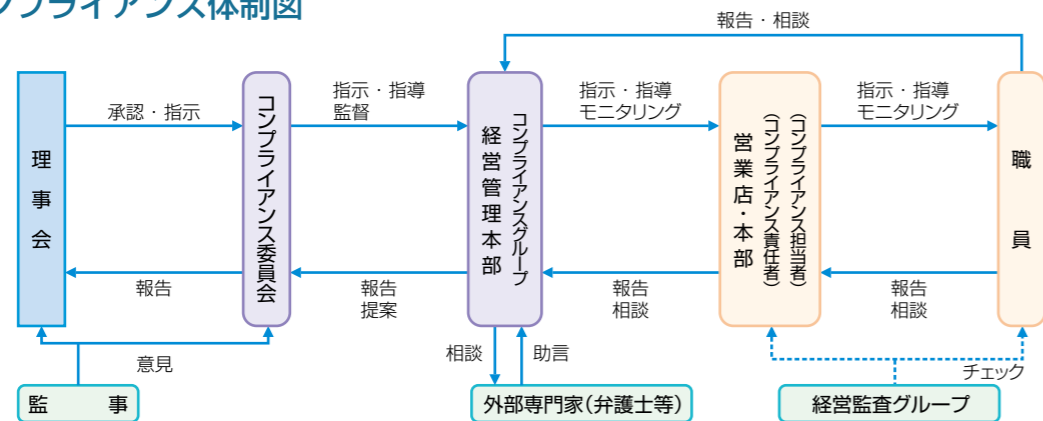 ンプライアンス体制図
報告・相談
理事会
承認・指示
報告
コンプライアンス委員会
指示・指導
監督
報告
提案
経営管理本部
コンプライアンスグループ
指示・指導
モニタリング
報告
相談
営業店・本部
(コンプライアンス責任者)
(コンプライアンス担当者)
指示・指導
モニタリング
報告
相談
職員
意見
相談
助言
チェック
監事
外部専門家(弁護士等)
経営監査グループ